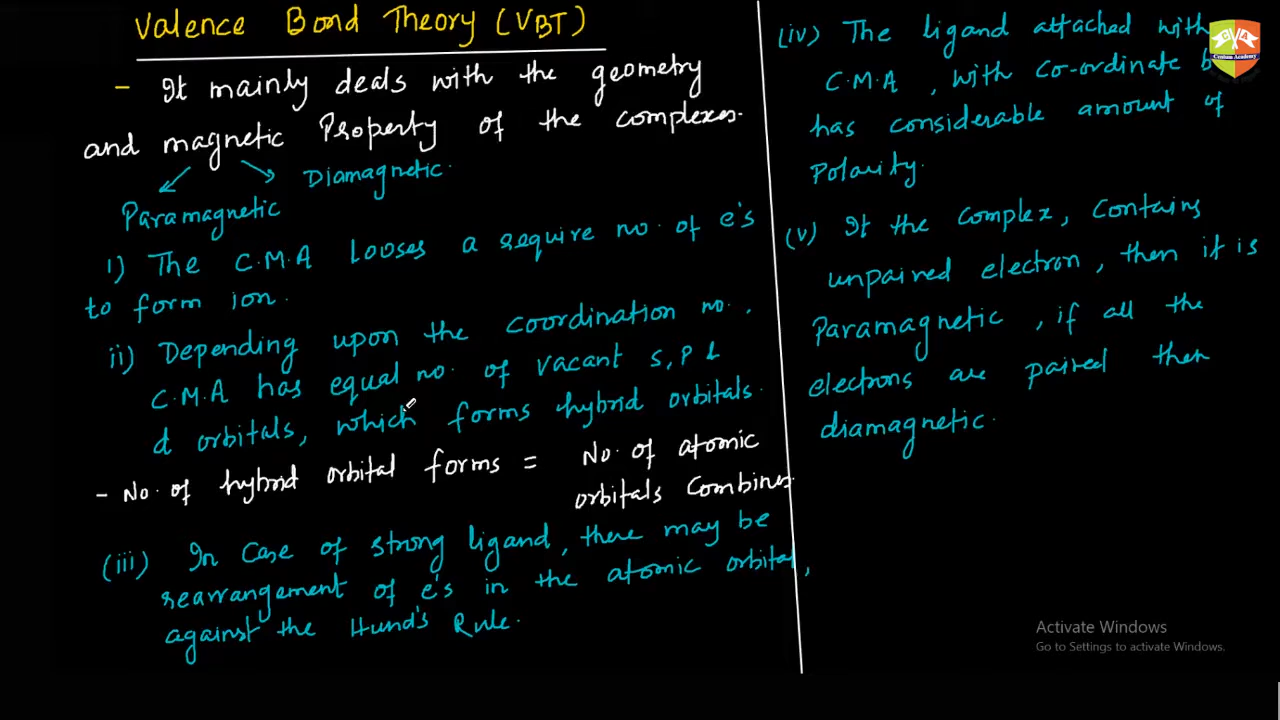 Valence Bond Theory (VBT)
- It mainly deals with the geometry
and magnetic Property of the complexes.
Diamagnetic.
Paramagnetic
i) The C.M.A Looses a require no. of e's
to form ion.
ii) Depending upon the coordination no.,
C.M.A has equal no. of vacant s, p &
d orbitals, which forms hybrid orbitals.
- No. of hybrid orbital forms = No. of atomic
orbitals Combines.
(iii) In Case of strong ligand, there may be
rearrangement of e's in the atomic orbital,
against the Hund's Rule.
(iv) The ligand attached with
C.M.A, with co-ordinate b
has considerable amount of
Polarity.
(v) It the complex, contains
unpaired electron, then it is
Paramagnetic, if all the
electrons are paired then
diamagnetic.
Centum Academy
Activate Windows
Go to Settings to activate Windows.